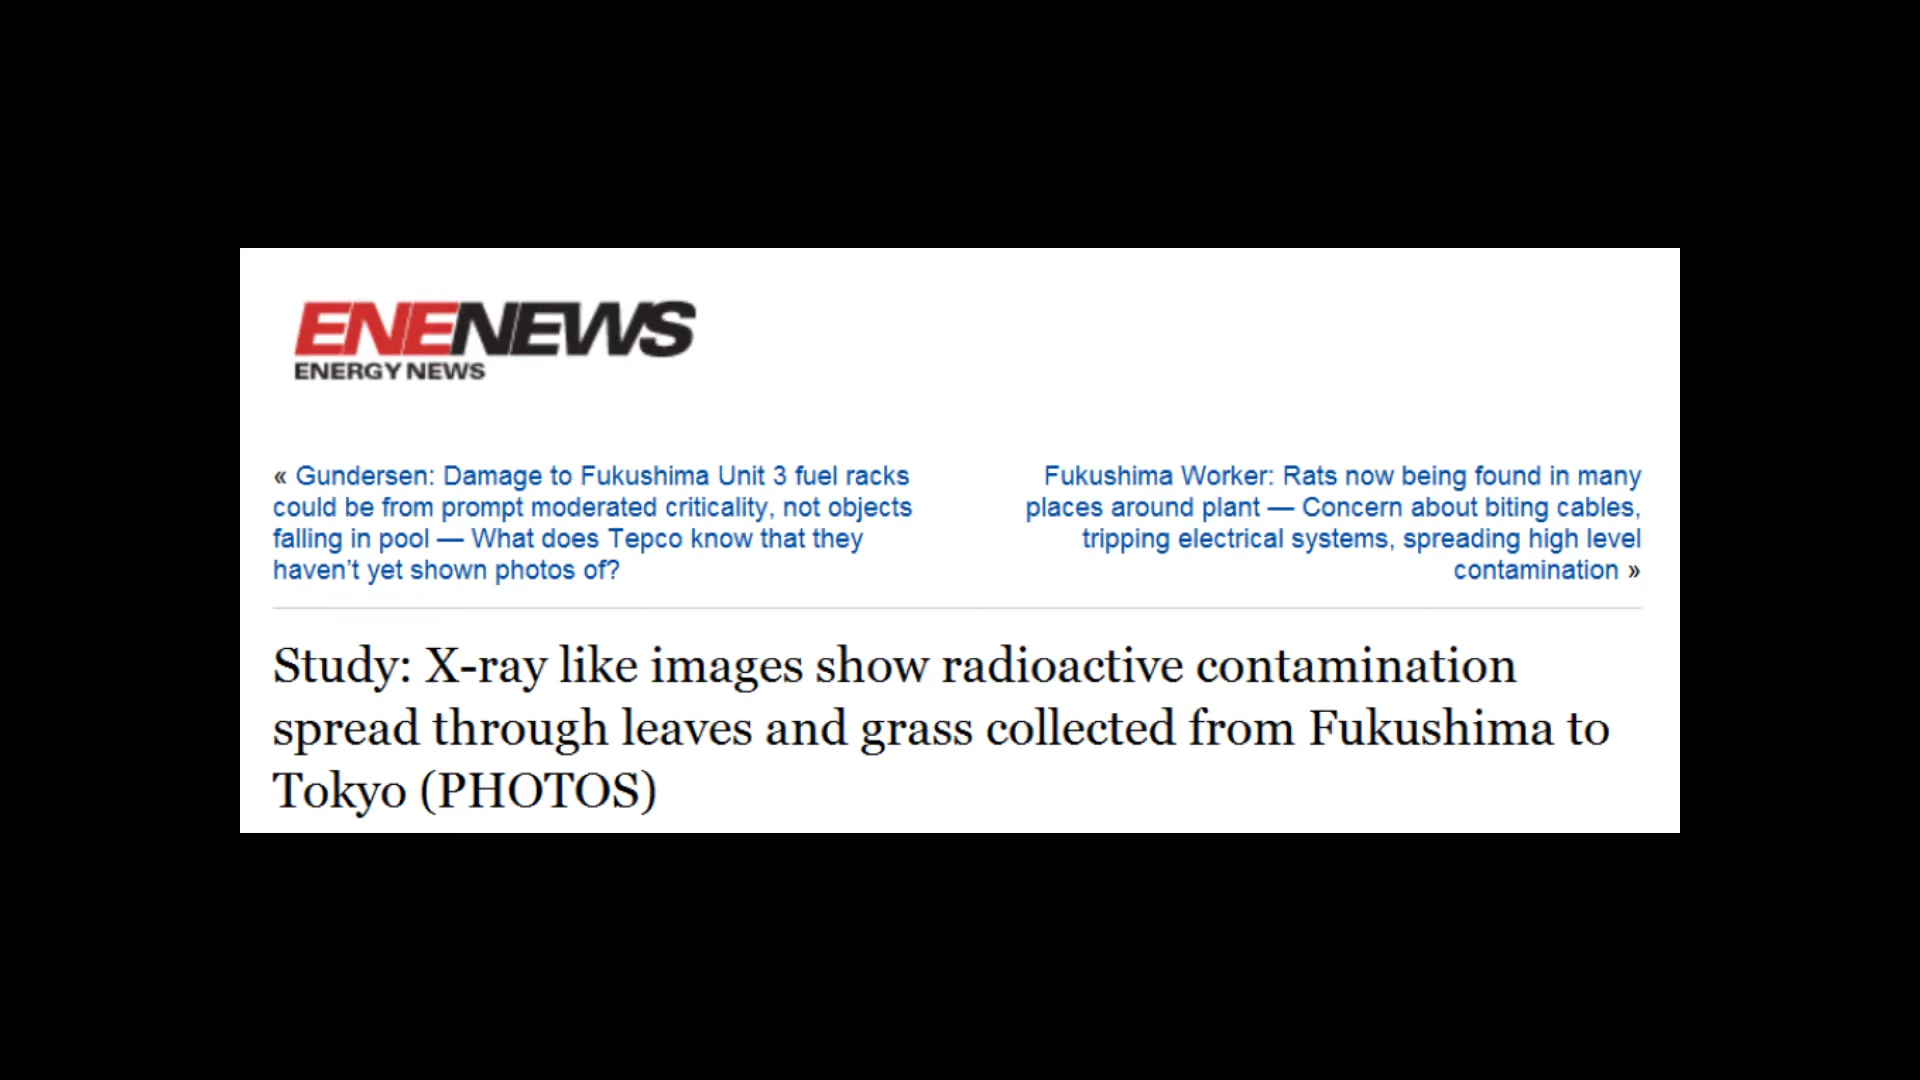 ENENEWS
ENERGY NEWS
« Gundersen: Damage to Fukushima Unit 3 fuel racks
could be from prompt moderated criticality, not objects
falling in pool — What does Tepco know that they
haven’t yet shown photos of?
Fukushima Worker: Rats now being found in many
places around plant — Concern about biting cables,
tripping electrical systems, spreading high level
contamination »
Study: X-ray like images show radioactive contamination
spread through leaves and grass collected from Fukushima to
Tokyo (PHOTOS)